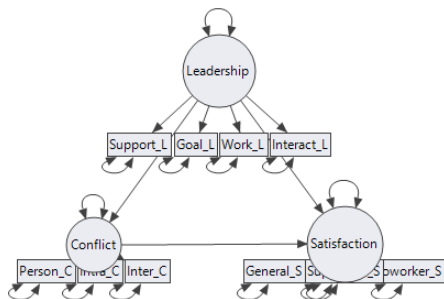 Leadership
Support_L Goal_L Work_L Interact_L
Conflict Satisfaction
Person_C Inter_C General_S